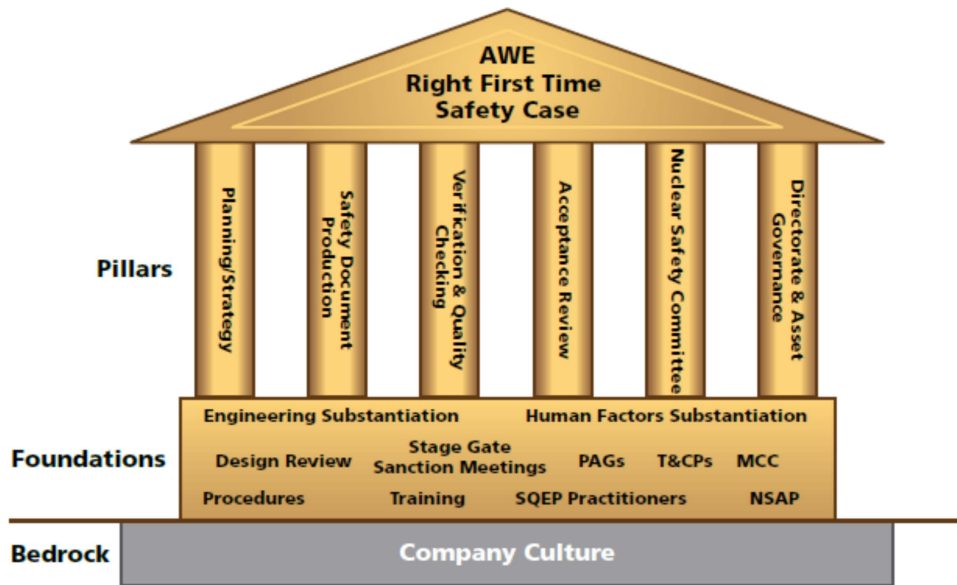 AWE
Right First Time
Safety Case
Pillars
Planning/Strategy
Safety Document
Production
Verification & Quality
Checking
Acceptance Review
Nuclear Safety Committee
Directorate & Asset
Governance
Foundations
Engineering Substantiation
Human Factors Substantiation
Design Review
Stage Gate
Sanction Meetings
PAGs
T&CPs
MCC
Procedures
Training
SQEP Practitioners
NSAP
Bedrock
Company Culture